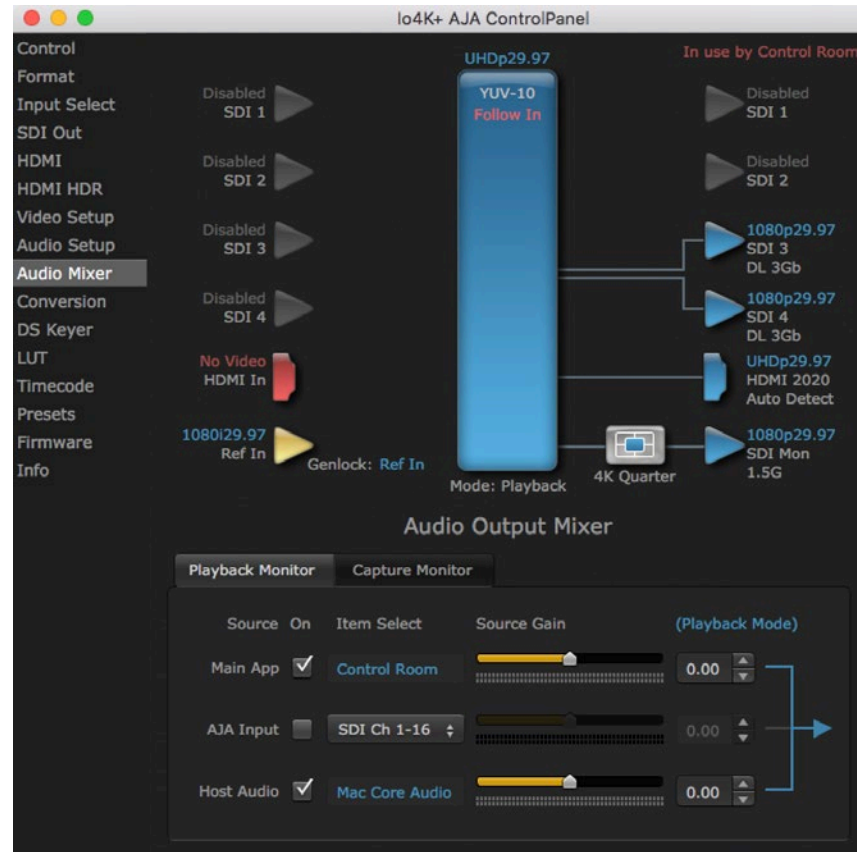 Io4K+ AJA ControlPanel
Control
Format
Input Select
SDI Out
HDMI
HDMI HDR
Video Setup
Audio Setup
Audio Mixer
Conversion
DS Keyer
LUT
Timecode
Presets
Firmware
Info
UHDp29.97
In use by Control Room
YUV-10
Follow In
Disabled
SDI 1
Disabled
SDI 2
Disabled
SDI 3
Disabled
SDI 4
No Video
HDMI In
1080i29.97
Ref In
Genlock: Ref In
Mode: Playback
4K Quarter
Disabled
SDI 1
Disabled
SDI 2
1080p29.97
SDI 3
DL 3Gb
1080p29.97
SDI 4
DL 3Gb
UHDp29.97
HDMI 2020
Auto Detect
1080p29.97
SDI Mon
1.5G
Audio Output Mixer
Playback Monitor Capture Monitor
Source On Item Select Source Gain (Playback Mode)
Main App Control Room 0.00
AJA Input SDI Ch 1-16 0.00
Host Audio Mac Core Audio 0.00